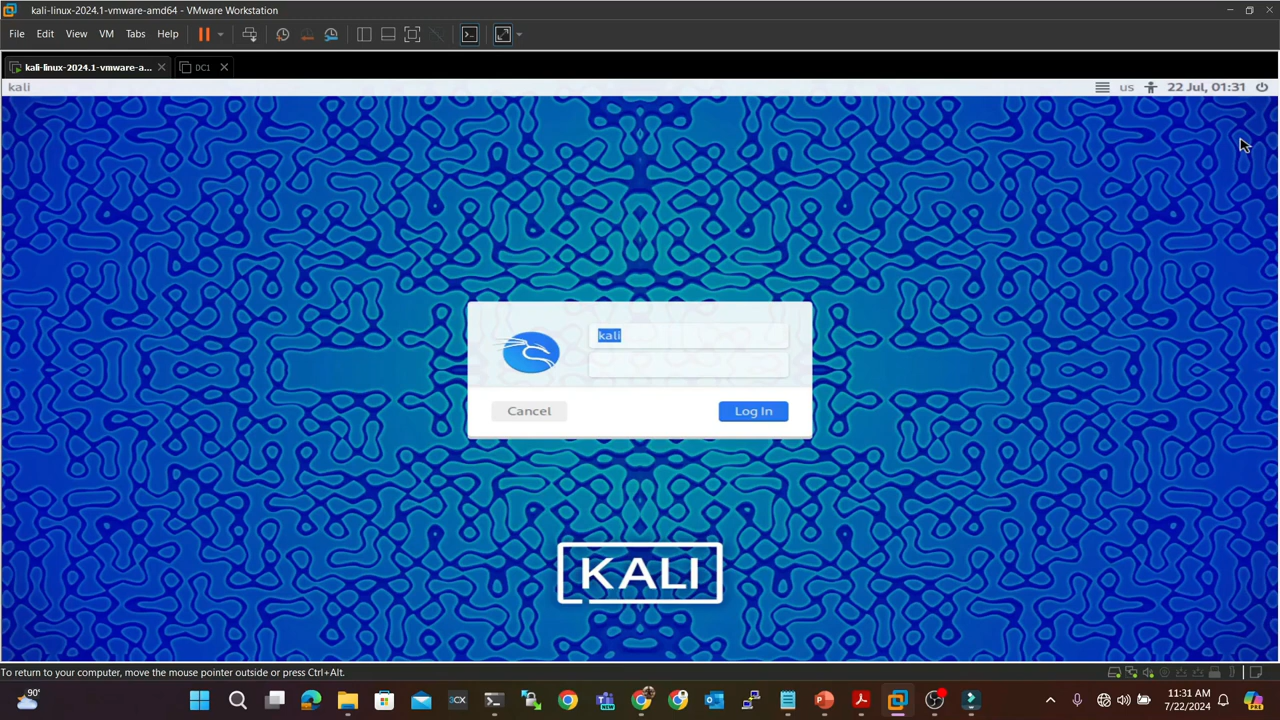 kali-linux-2024.1-vmware-amd64 - VMware Workstation
File Edit View VM Tabs Help
kali-linux-2024.1-vmware-a... DC1
kali us 22 Jul, 01:31
kali
Cancel Log In
KALI
To return to your computer, move the mouse pointer outside or press Ctrl+Alt.
90°
11:31 AM
7/22/2024